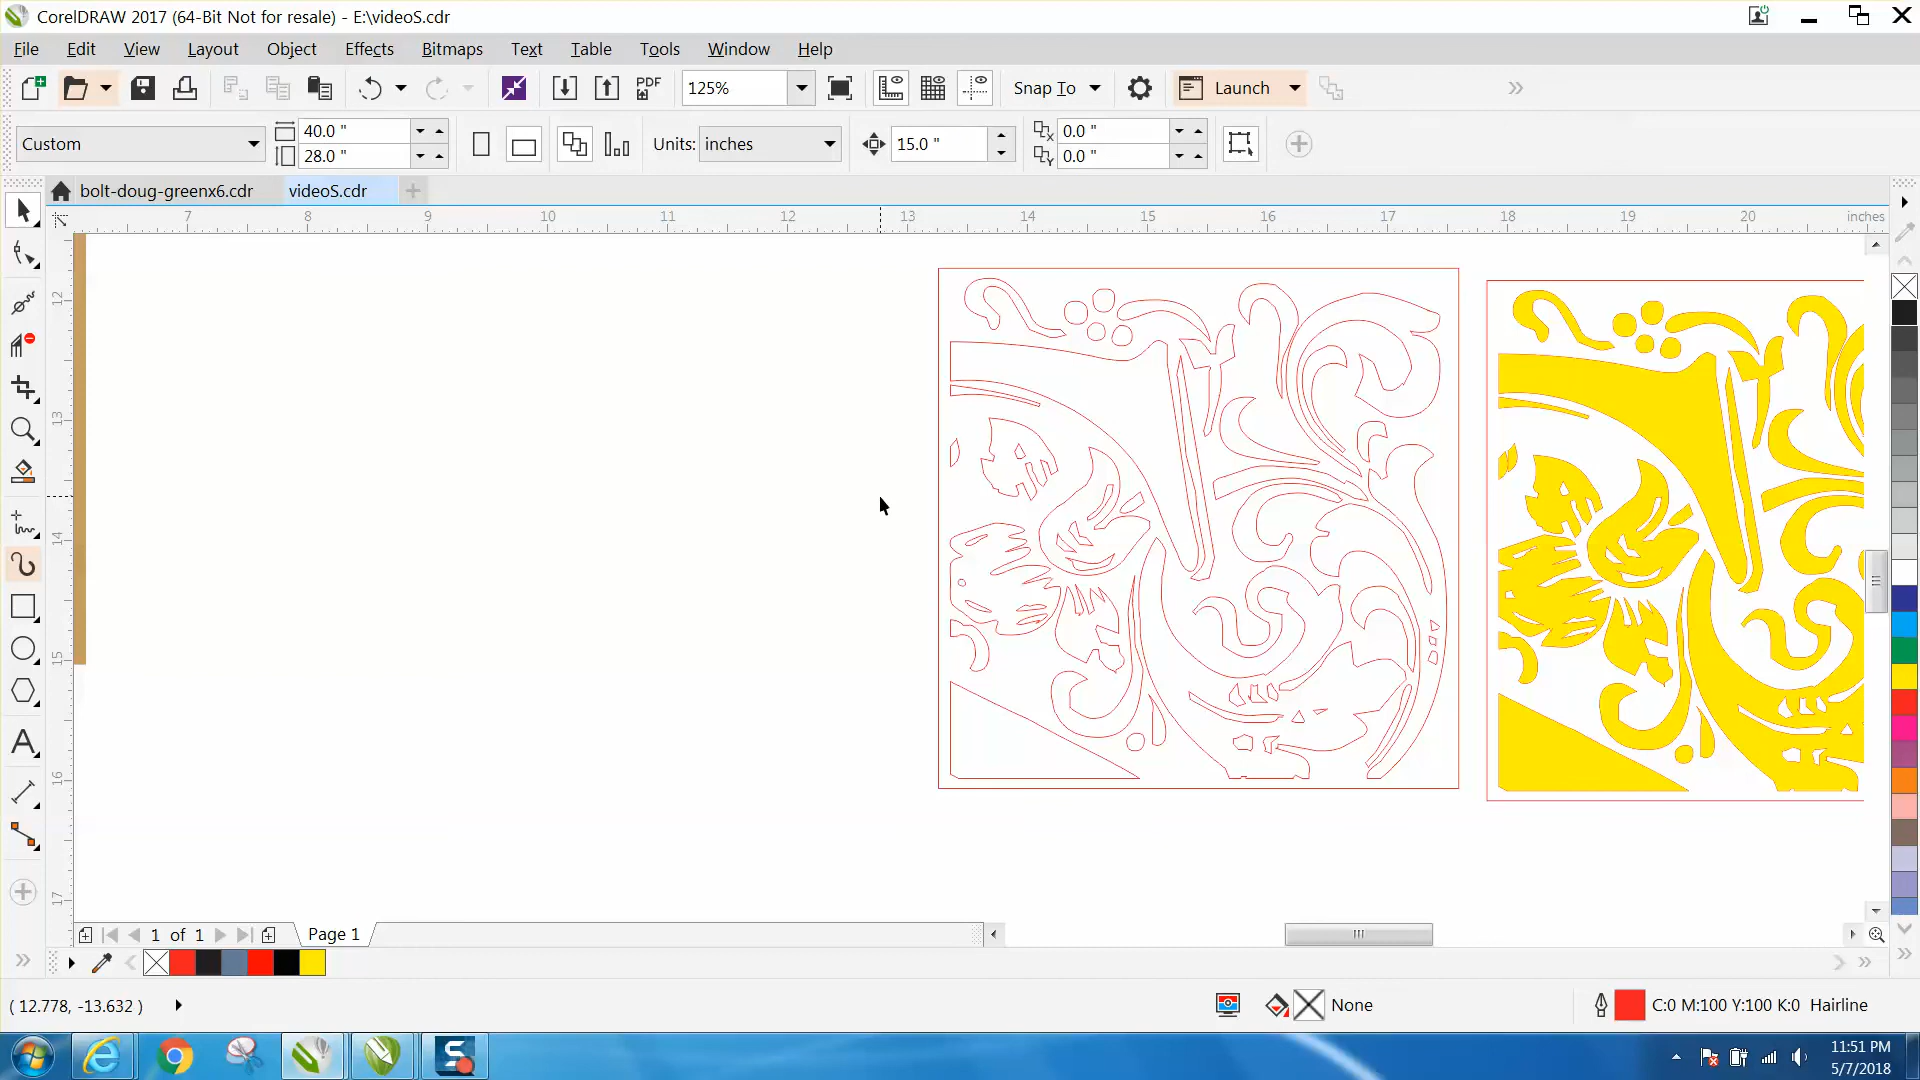 CorelDRAW 2017 (64-Bit Not for resale) - E:\videoS.cdr
File Edit View Layout Object Effects Bitmaps Text Table Tools Window Help
PDF 125% Snap To Launch
Custom 40.0 " 28.0 " Units: inches 15.0 " 0.0 " 0.0 "
bolt-doug-greenx6.cdr videoS.cdr
7 8 9 10 11 12 13 14 15 16 17 18 19 20 inches
12
13
14
15
16
17
1 of 1 Page 1
( 12.778, -13.632 ) None C:0 M:100 Y:100 K:0 Hairline
11:51 PM
5/7/2018